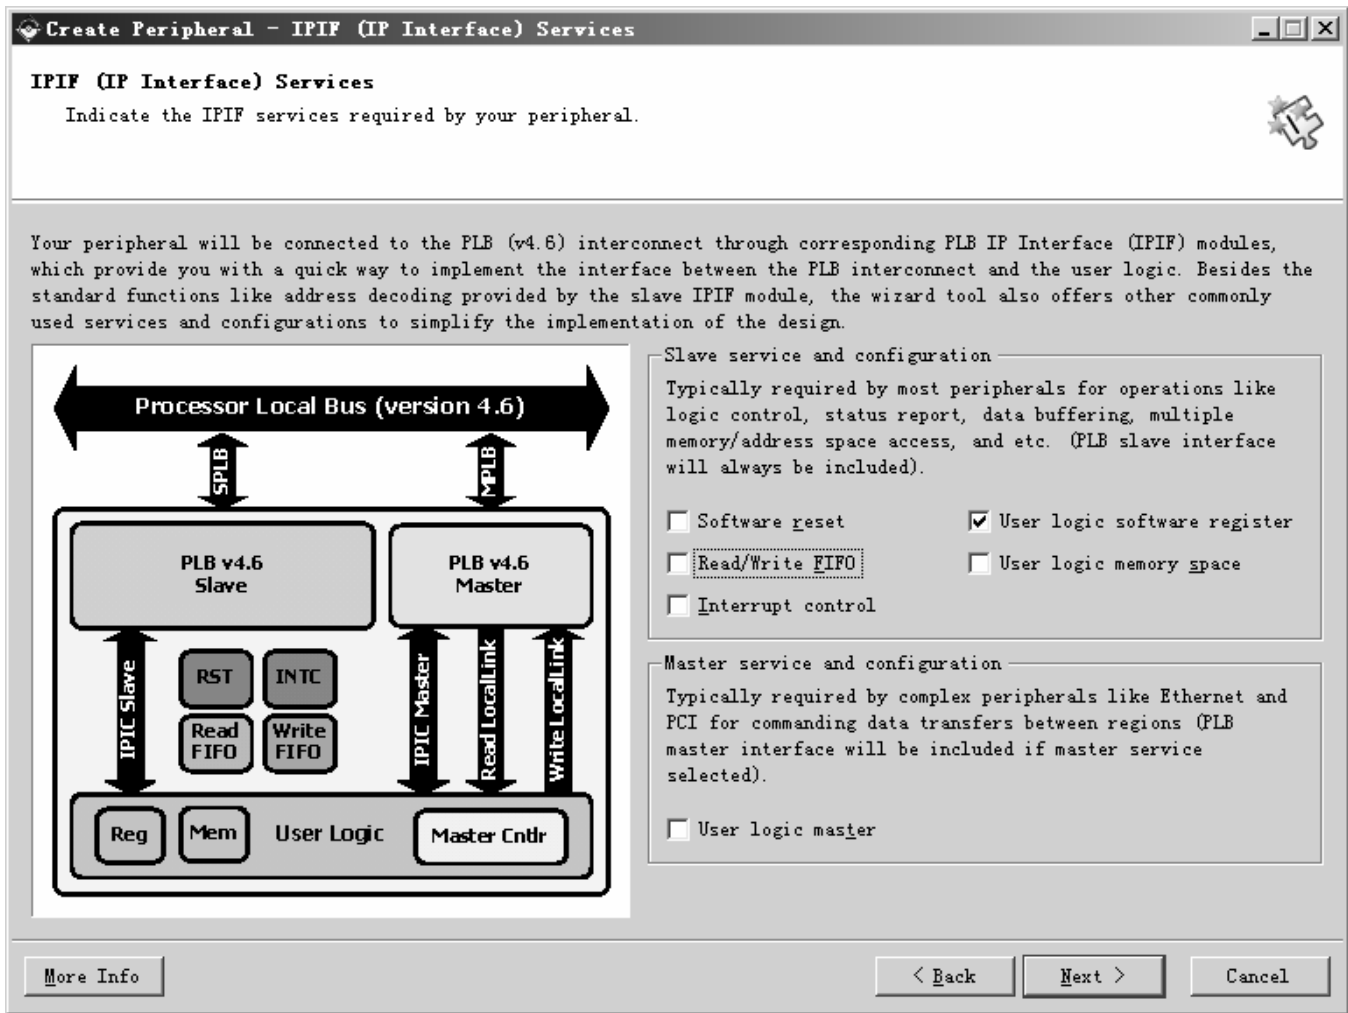 Create Peripheral - IPIF (IP Interface) Services
IPIF (IP Interface) Services
Indicate the IPIF services required by your peripheral.
Your peripheral will be connected to the PLB (v4.6) interconnect through corresponding PLB IP Interface (IPIF) modules,
which provide you with a quick way to implement the interface between the PLB interconnect and the user logic. Besides the
standard functions like address decoding provided by the slave IPIF module, the wizard tool also offers other commonly
used services and configurations to simplify the implementation of the design.
Processor Local Bus (version 4.6)
SPLB
MPLB
PLB v4.6
Slave
PLB v4.6
Master
IPIC Slave
RST
INTC
Read
FIFO
Write
FIFO
IPIC Master
Read LocalLink
Write LocalLink
Reg
Mem
User Logic
Master Cntlr
Slave service and configuration
Typically required by most peripherals for operations like
logic control, status report, data buffering, multiple
memory/address space access, and etc. (PLB slave interface
will always be included).
Software reset
User logic software register
Read/Write FIFO
User logic memory space
Interrupt control
Master service and configuration
Typically required by complex peripherals like Ethernet and
PCI for commanding data transfers between regions (PLB
master interface will be included if master service
selected).
User logic master
More Info
< Back
Next >
Cancel